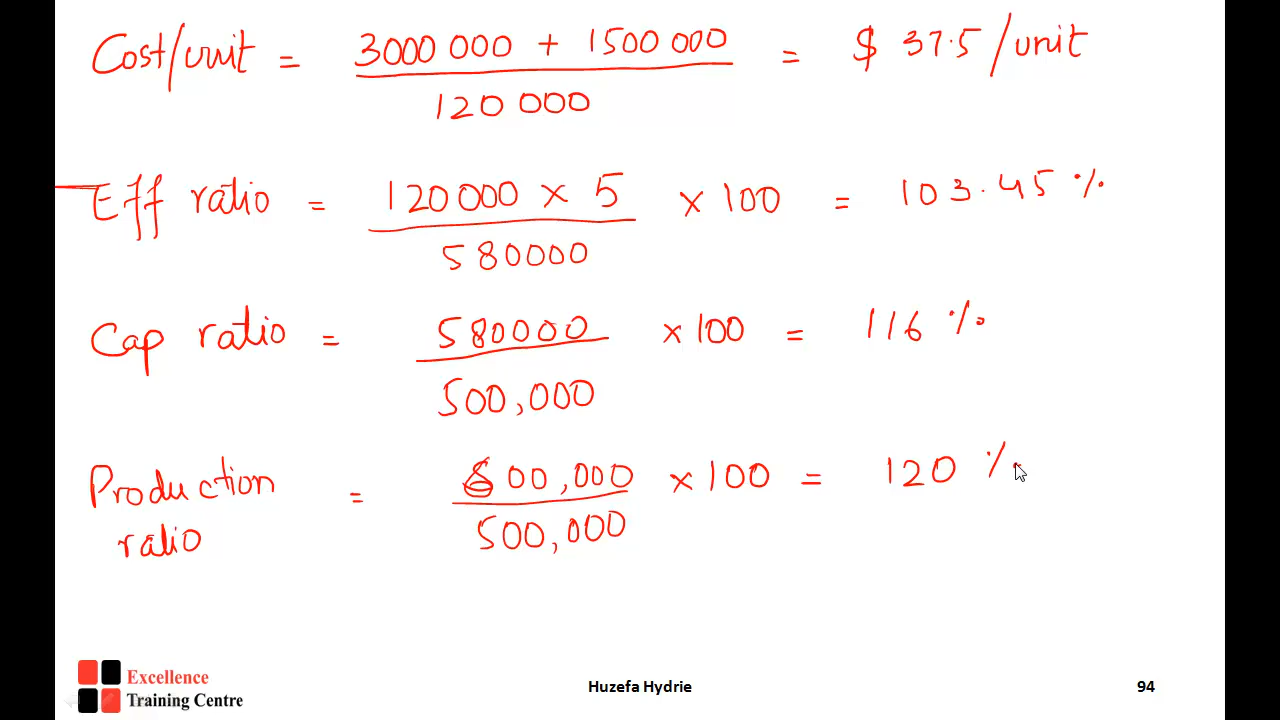 Cost/unit = 3000 000 + 1500 000 / 120 000 = $ 37.5/unit
Eff ratio = 120000 × 5 / 580000 × 100 = 103.45 %
Cap ratio = 580000 / 500,000 × 100 = 116 %
Production ratio = 600,000 / 500,000 × 100 = 120 %
Excellence
Training Centre
Huzefa Hydrie
94